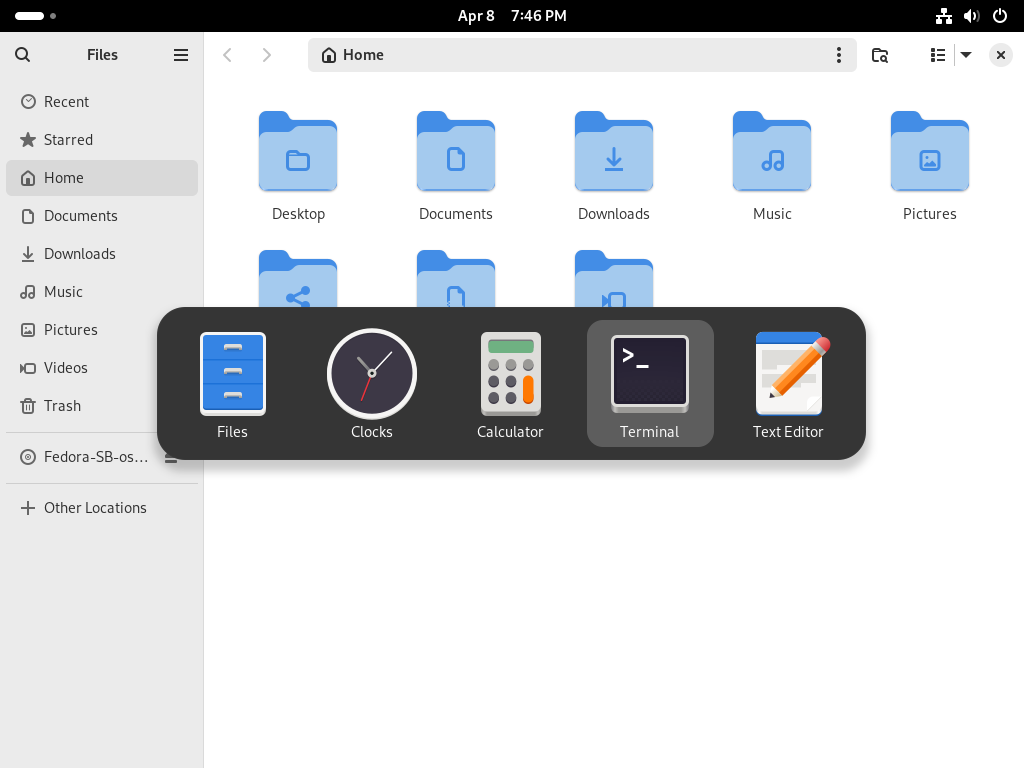 Apr 8 7:46 PM
Files
Home
Recent
Starred
Home
Documents
Downloads
Music
Pictures
Videos
Trash
Fedora-SB-os…
Other Locations
Desktop
Documents
Downloads
Music
Pictures
Files
Clocks
Calculator
>_
Terminal
Text Editor